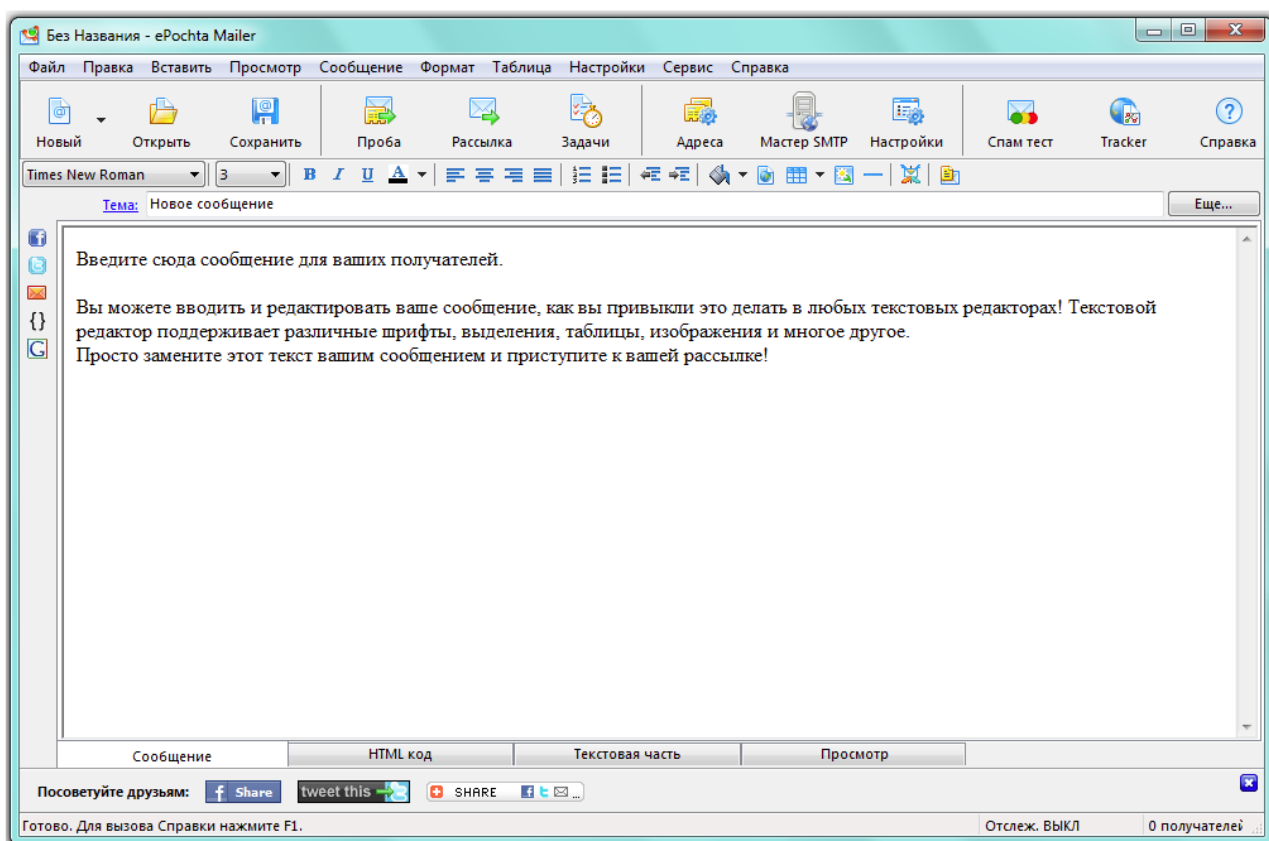 Без Названия - ePochta Mailer
Файл Правка Вставить Просмотр Сообщение Формат Таблица Настройки Сервис Справка
Новый Открыть Сохранить Проба Рассылка Задачи Адреса Мастер SMTP Настройки Спам тест Tracker Справка
Times New Roman 3 B I U A
Тема: Новое сообщение Еще...
Введите сюда сообщение для ваших получателей.
Вы можете вводить и редактировать ваше сообщение, как вы привыкли это делать в любых текстовых редакторах! Текстовой
редактор поддерживает различные шрифты, выделения, таблицы, изображения и многое другое.
Просто замените этот текст вашим сообщением и приступите к вашей рассылке!
Сообщение HTML код Текстовая часть Просмотр
Посоветуйте друзьям: f Share tweet this SHARE
Готово. Для вызова Справки нажмите F1. Отслеж. ВЫКЛ 0 получателей